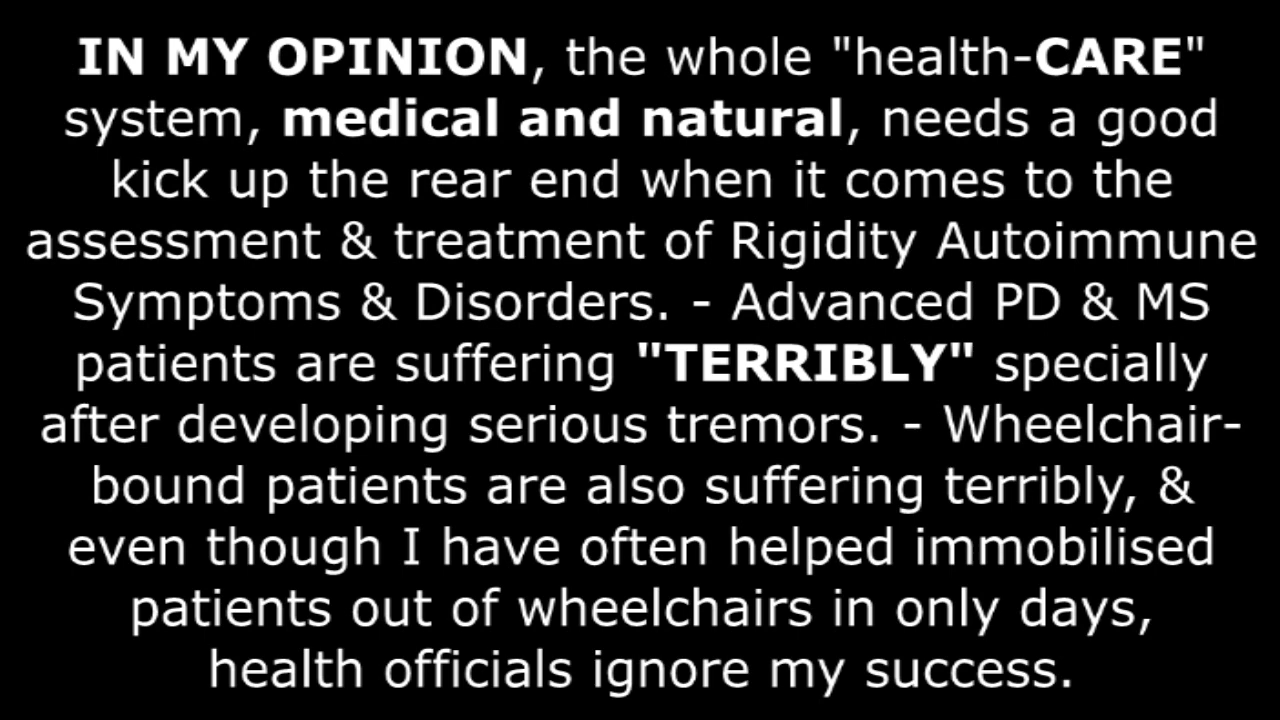 IN MY OPINION, the whole "health-CARE"
system, medical and natural, needs a good
kick up the rear end when it comes to the
assessment & treatment of Rigidity Autoimmune
Symptoms & Disorders. - Advanced PD & MS
patients are suffering "TERRIBLY" specially
after developing serious tremors. - Wheelchair-
bound patients are also suffering terribly, &
even though I have often helped immobilised
patients out of wheelchairs in only days,
health officials ignore my success.